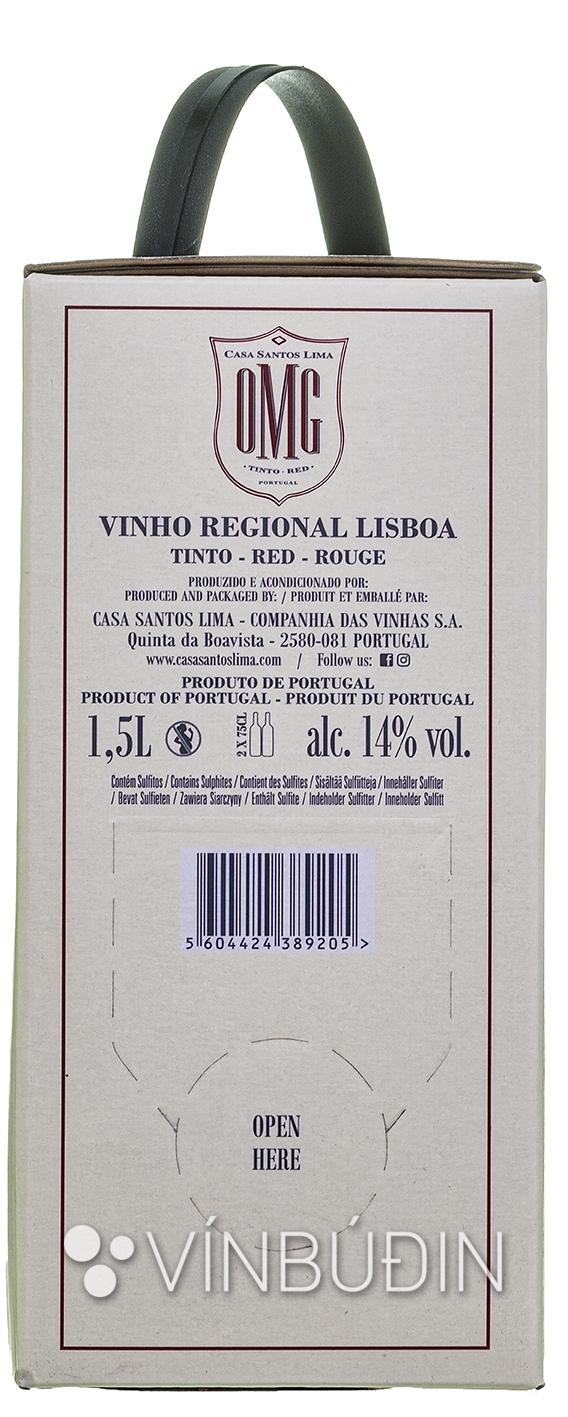 CASA SANTOS LIMA
OMG
· TINTO · RED ·
PORTUGAL
VINHO REGIONAL LISBOA
TINTO - RED - ROUGE
PRODUZIDO E ACONDICIONADO POR:
PRODUCED AND PACKAGED BY: / PRODUIT ET EMBALLÉ PAR:
CASA SANTOS LIMA - COMPANHIA DAS VINHAS S.A.
Quinta da Boavista - 2580-081 PORTUGAL
www.casasantoslima.com / Follow us:
PRODUTO DE PORTUGAL
PRODUCT OF PORTUGAL - PRODUIT DU PORTUGAL
1,5L 2 X 75CL alc. 14% vol.
Contém Sulfitos / Contains Sulphites / Contient des Sulfites / Sisältää Sulfiitteja / Innehåller Sulfiter
/ Bevat Sulfieten / Zawiera Siarczyny / Enthält Sulfite / Indeholder Sulfitter / Inneholder Sulfitt
5 604424 389205 >
OPEN
HERE
VÍNBÚÐIN